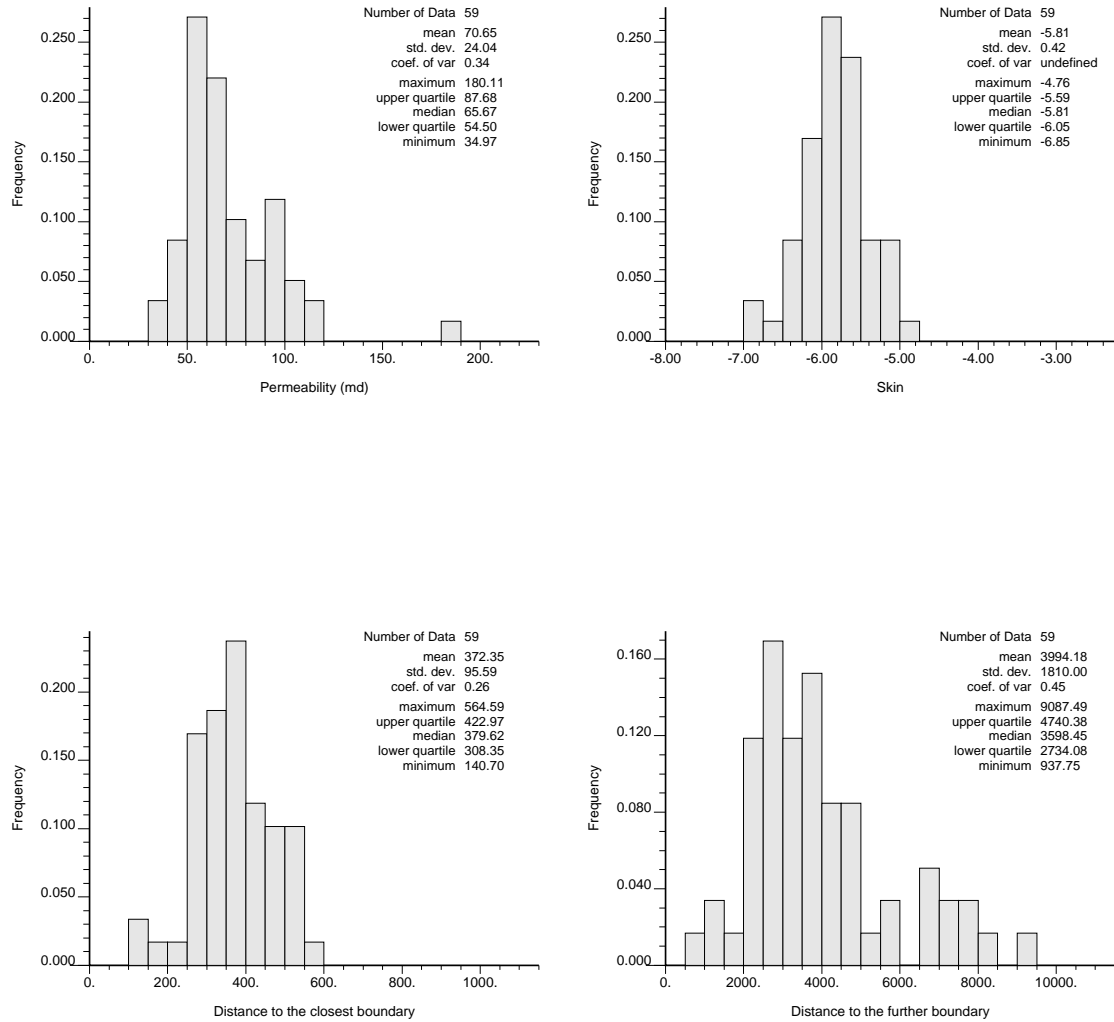 Number of Data 59
mean 70.65
std. dev. 24.04
coef. of var 0.34
maximum 180.11
upper quartile 87.68
median 65.67
lower quartile 54.50
minimum 34.97
Frequency
0.250
0.200
0.150
0.100
0.050
0.000
0. 50. 100. 150. 200.
Permeability (md)
Number of Data 59
mean -5.81
std. dev. 0.42
coef. of var undefined
maximum -4.76
upper quartile -5.59
median -5.81
lower quartile -6.05
minimum -6.85
Frequency
0.250
0.200
0.150
0.100
0.050
0.000
-8.00 -7.00 -6.00 -5.00 -4.00 -3.00
Skin
Number of Data 59
mean 372.35
std. dev. 95.59
coef. of var 0.26
maximum 564.59
upper quartile 422.97
median 379.62
lower quartile 308.35
minimum 140.70
Frequency
0.200
0.150
0.100
0.050
0.000
0. 200. 400. 600. 800. 1000.
Distance to the closest boundary
Number of Data 59
mean 3994.18
std. dev. 1810.00
coef. of var 0.45
maximum 9087.49
upper quartile 4740.38
median 3598.45
lower quartile 2734.08
minimum 937.75
Frequency
0.160
0.120
0.080
0.040
0.000
0. 2000. 4000. 6000. 8000. 10000.
Distance to the further boundary